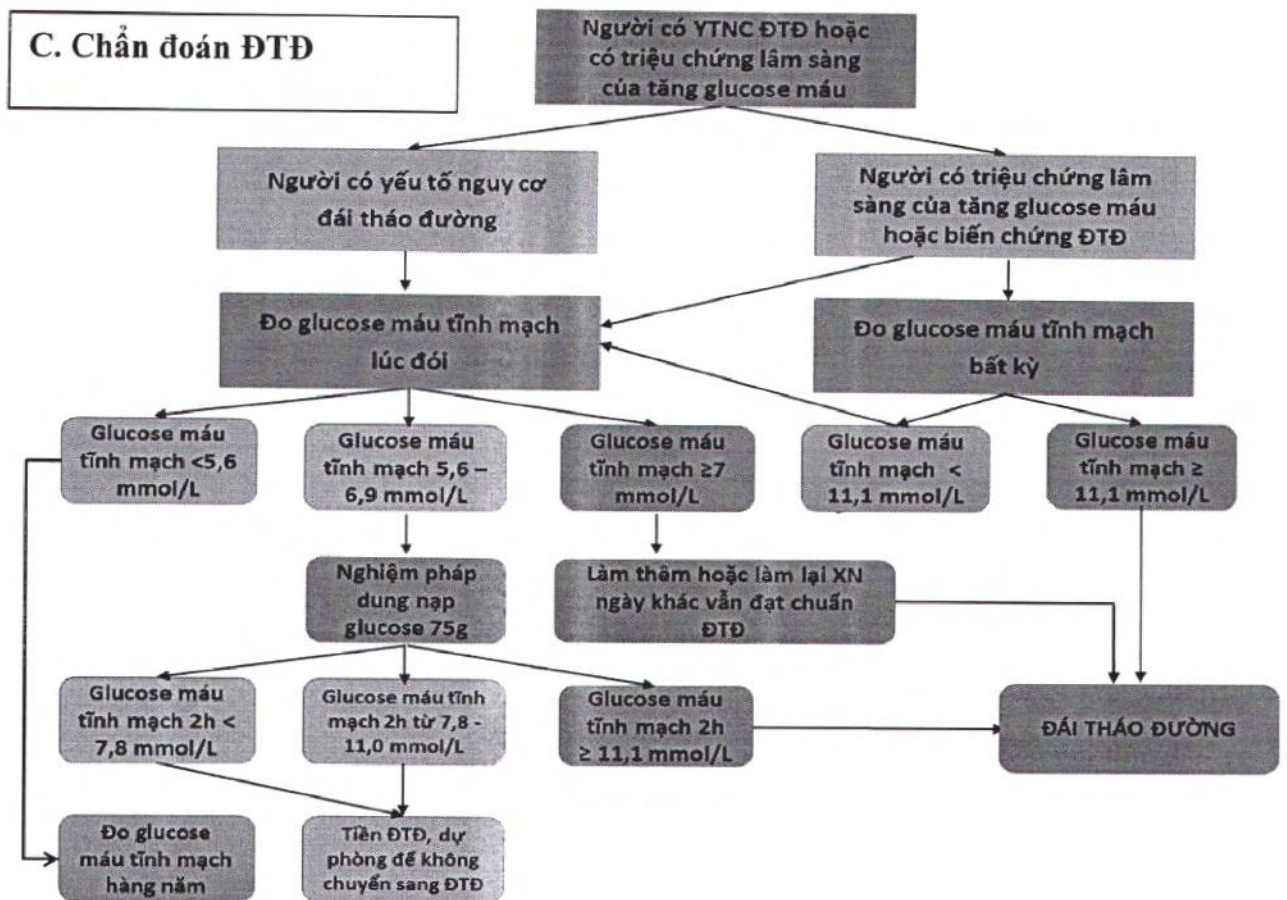 C. Chẩn đoán ĐTĐ
Người có YTNC ĐTĐ hoặc
có triệu chứng lâm sàng
của tăng glucose máu
Người có yếu tố nguy cơ
đái tháo đường
Người có triệu chứng lâm
sàng của tăng glucose máu
hoặc biến chứng ĐTĐ
Đo glucose máu tĩnh mạch
lúc đói
Đo glucose máu tĩnh mạch
bất kỳ
Glucose máu
tĩnh mạch <5,6
mmol/L
Glucose máu
tĩnh mạch 5,6 –
6,9 mmol/L
Glucose máu
tĩnh mạch ≥7
mmol/L
Glucose máu
tĩnh mạch <
11,1 mmol/L
Glucose máu
tĩnh mạch ≥
11,1 mmol/L
Nghiệm pháp
dung nạp
glucose 75g
Làm thêm hoặc làm lại XN
ngày khác vẫn đạt chuẩn
ĐTĐ
Glucose máu
tĩnh mạch 2h <
7,8 mmol/L
Glucose máu tĩnh
mạch 2h từ 7,8 -
11,0 mmol/L
Glucose máu
tĩnh mạch 2h
≥ 11,1 mmol/L
ĐÁI THÁO ĐƯỜNG
Đo glucose
máu tĩnh mạch
hàng năm
Tiền ĐTĐ, dự
phòng để không
chuyển sang ĐTĐ